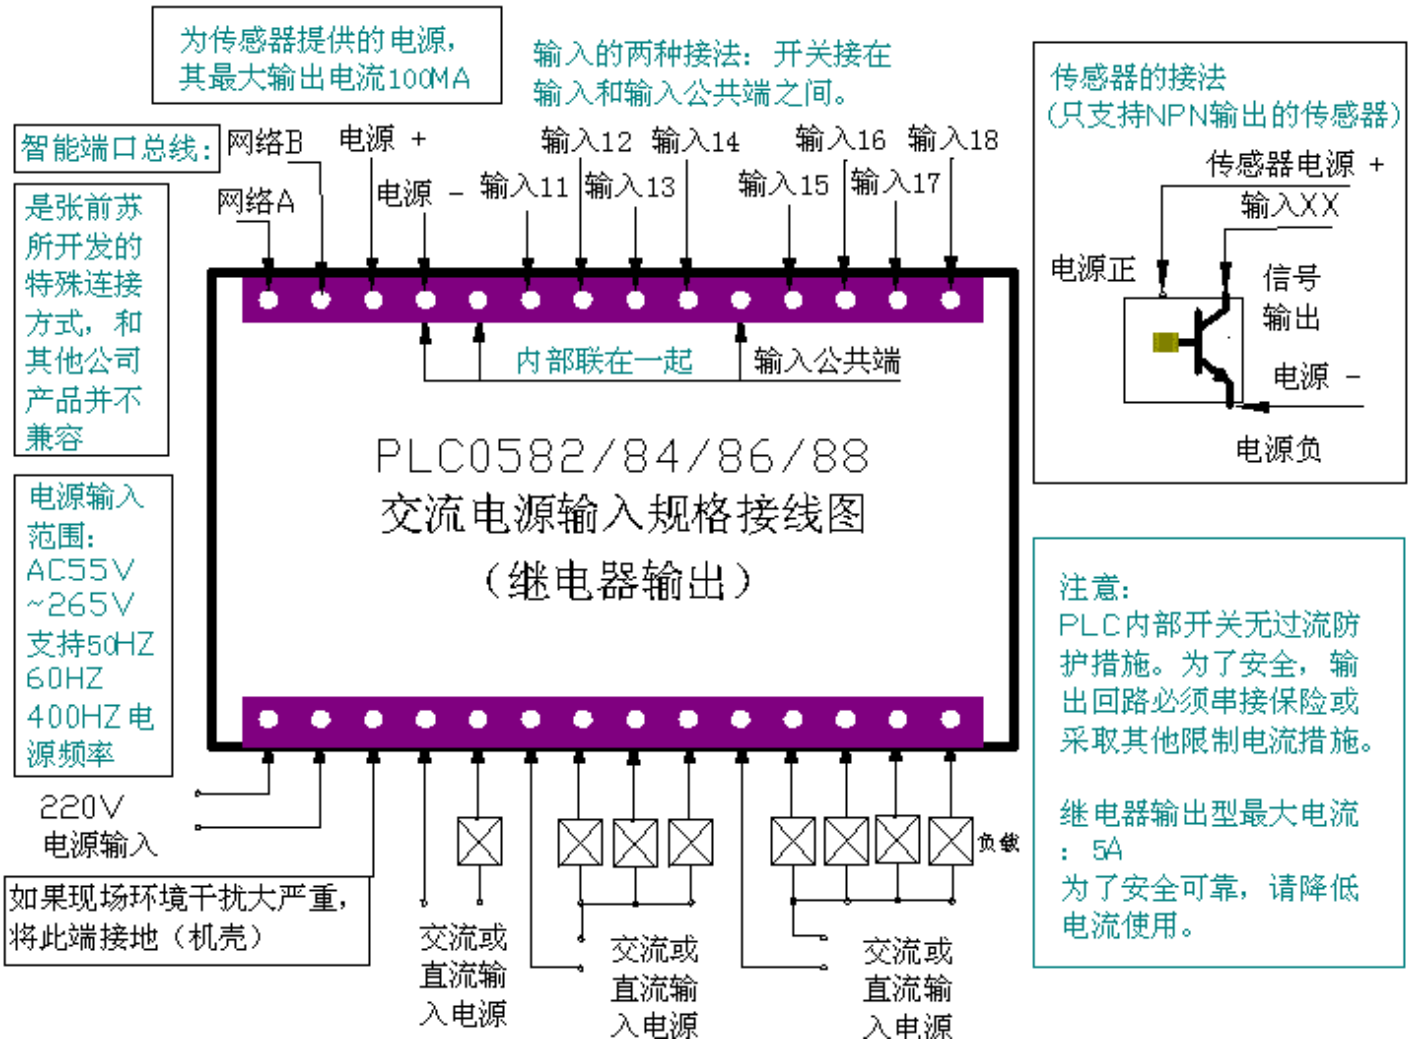 为传感器提供的电源，
其最大输出电流100MA
输入的两种接法：开关接在
输入和输入公共端之间。
智能端口总线：
网络B
电源 +
输入12
输入14
输入16
输入18
网络A
电源 -
输入11
输入13
输入15
输入17
是张前苏
所开发的
特殊连接
方式，和
其他公司
产品并不
兼容
内部联在一起
输入公共端
PLC0582/84/86/88
交流电源输入规格接线图
（继电器输出）
传感器的接法
(只支持NPN输出的传感器)
传感器电源 +
输入XX
电源正
信号
输出
电源 -
电源负
电源输入
范围：
AC55V
~265V
支持50HZ
60HZ
400HZ电
源频率
220V
电源输入
如果现场环境干扰大严重，
将此端接地（机壳）
交流或
直流输
入电源
交流或
直流输
入电源
交流或
直流输
入电源
负载
注意：
PLC内部开关无过流防
护措施。为了安全，输
出回路必须串接保险或
采取其他限制电流措施。
继电器输出型最大电流
：5A
为了安全可靠，请降低
电流使用。